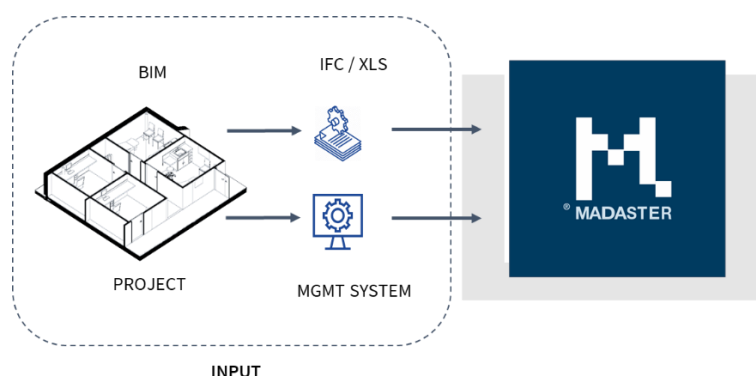 BIM
IFC / XLS
® MADASTER
PROJECT
MGMT SYSTEM
INPUT